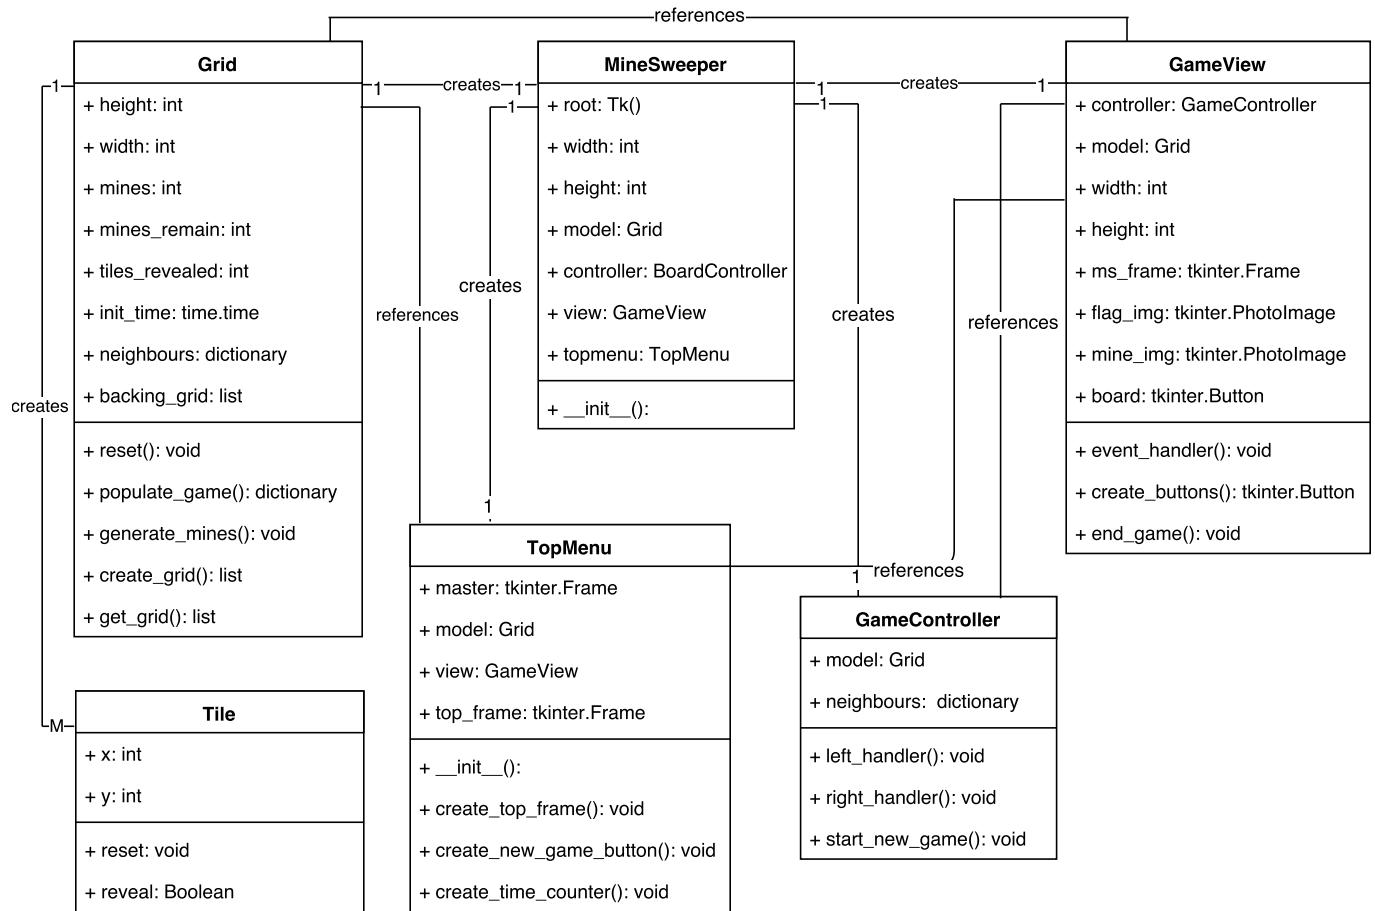 references
Grid
+ height: int
+ width: int
+ mines: int
+ mines_remain: int
+ tiles_revealed: int
+ init_time: time.time
+ neighbours: dictionary
+ backing_grid: list
+ reset(): void
+ populate_game(): dictionary
+ generate_mines(): void
+ create_grid(): list
+ get_grid(): list
1
creates
M
1
creates
1
references
MineSweeper
+ root: Tk()
+ width: int
+ height: int
+ model: Grid
+ controller: BoardController
+ view: GameView
+ topmenu: TopMenu
+ __init__():
1
creates
1
1
creates
1
1
creates
1
GameView
+ controller: GameController
+ model: Grid
+ width: int
+ height: int
+ ms_frame: tkinter.Frame
+ flag_img: tkinter.PhotoImage
+ mine_img: tkinter.PhotoImage
+ board: tkinter.Button
+ event_handler(): void
+ create_buttons(): tkinter.Button
+ end_game(): void
references
references
Tile
+ x: int
+ y: int
+ reset: void
+ reveal: Boolean
TopMenu
+ master: tkinter.Frame
+ model: Grid
+ view: GameView
+ top_frame: tkinter.Frame
+ __init__():
+ create_top_frame(): void
+ create_new_game_button(): void
+ create_time_counter(): void
GameController
+ model: Grid
+ neighbours:  dictionary
+ left_handler(): void
+ right_handler(): void
+ start_new_game(): void